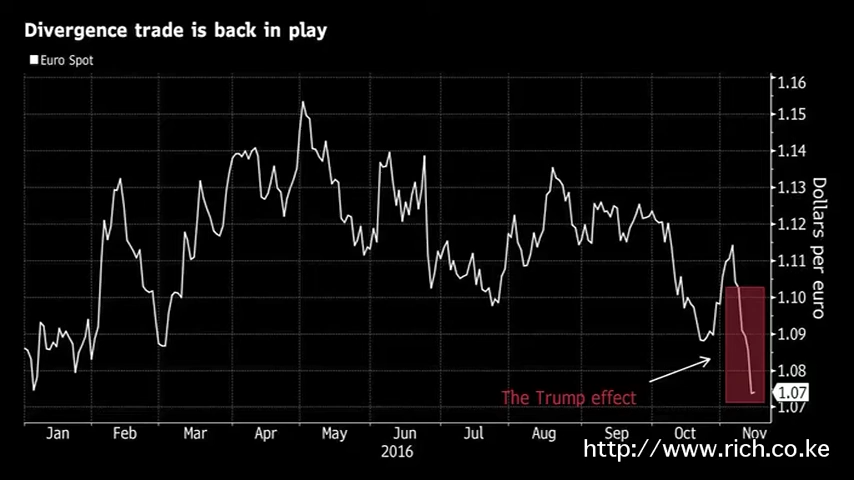 Divergence trade is back in play
Euro Spot
1.16
1.15
1.14
1.13
1.12
1.11
1.10
1.09
1.08
1.07
1.07
Dollars per euro
The Trump effect
Jan Feb Mar Apr May Jun Jul Aug Sep Oct Nov
2016
http://www.rich.co.ke